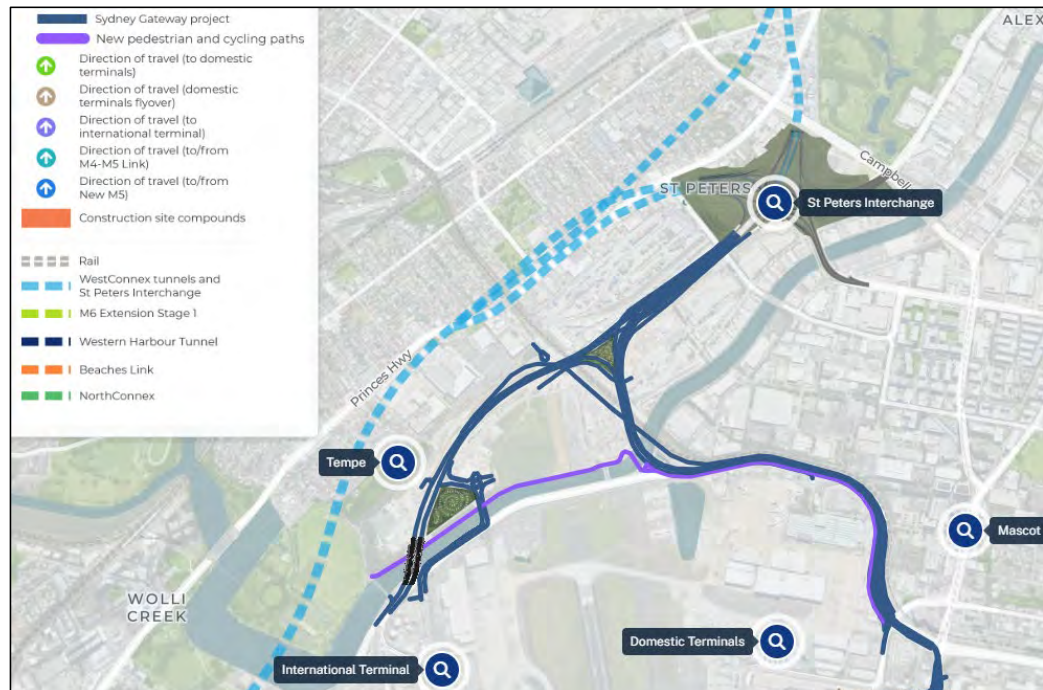 Sydney Gateway project
New pedestrian and cycling paths
Direction of travel (to domestic
terminals)
Direction of travel (domestic
terminals flyover)
Direction of travel (to
international terminal)
Direction of travel (to/from
M4-M5 Link)
Direction of travel (to/from
New M5)
Construction site compounds
Rail
WestConnex tunnels and
St Peters Interchange
M6 Extension Stage 1
Western Harbour Tunnel
Beaches Link
NorthConnex
ALEX
Campbell
ST PETERS
St Peters Interchange
Princes Hwy
Tempe
Mascot
WOLLI
CREEK
Domestic Terminals
International Terminal